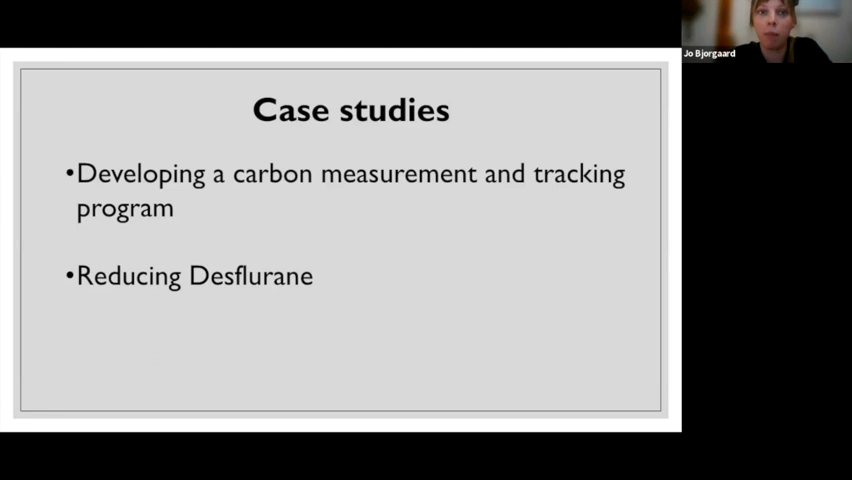 Jo Bjorgaard
Case studies
•Developing a carbon measurement and tracking
program
•Reducing Desflurane